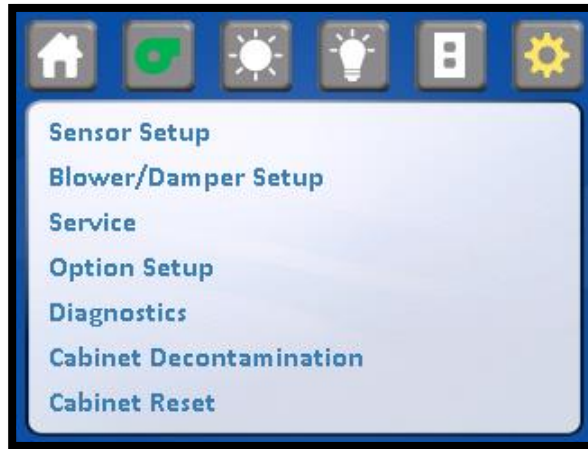 Sensor Setup
Blower/Damper Setup
Service
Option Setup
Diagnostics
Cabinet Decontamination
Cabinet Reset